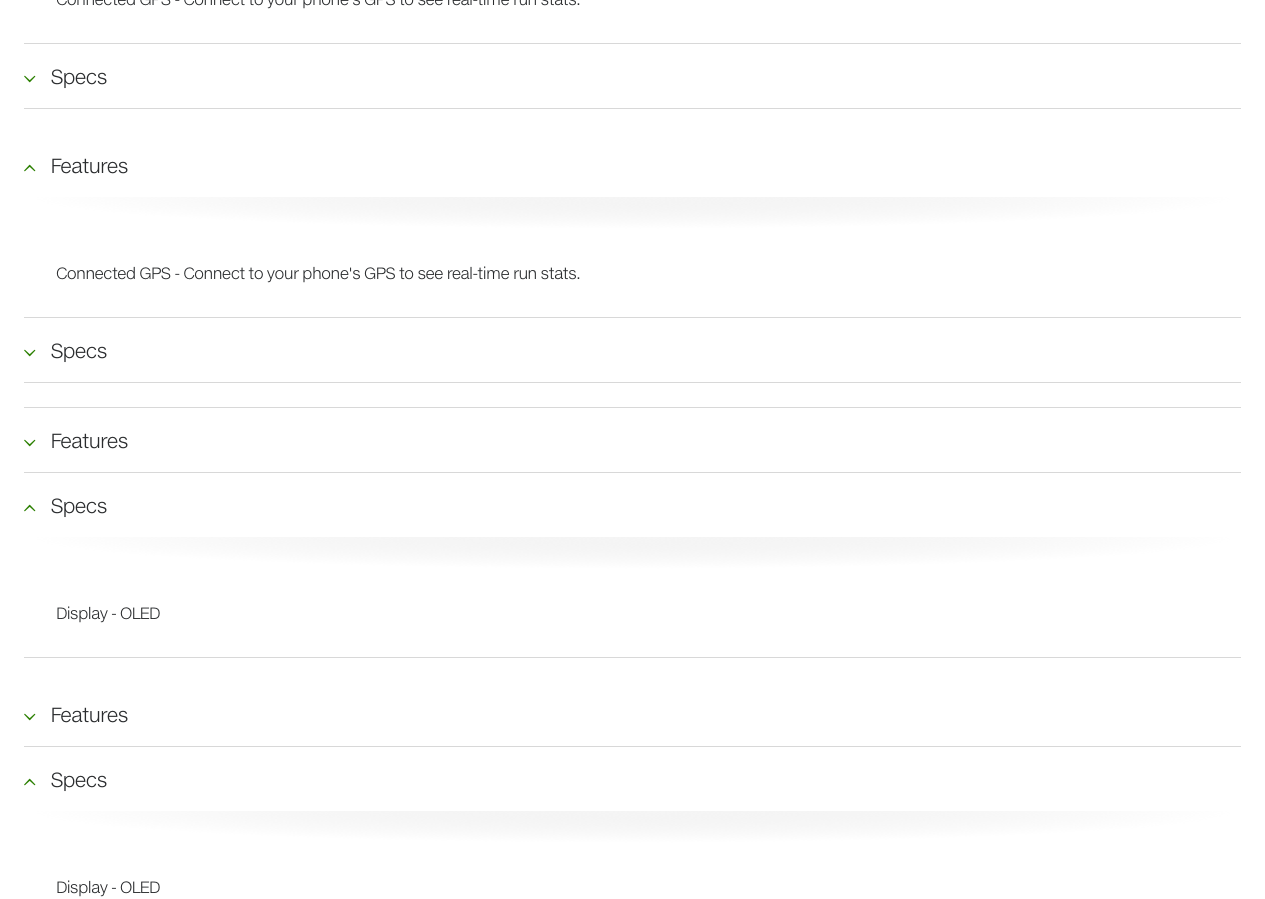 Connected GPS - Connect to your phone's GPS to see real-time run stats.
Specs
Features
Connected GPS - Connect to your phone's GPS to see real-time run stats.
Specs
Features
Specs
Display - OLED
Features
Specs
Display - OLED